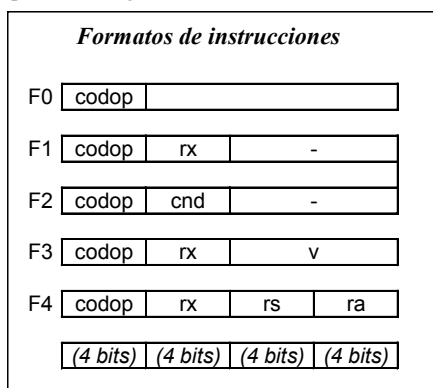 Formatos de instrucciones
F0 codop
F1 codop rx -
F2 codop cnd -
F3 codop rx v
F4 codop rx rs ra
(4 bits) (4 bits) (4 bits) (4 bits)